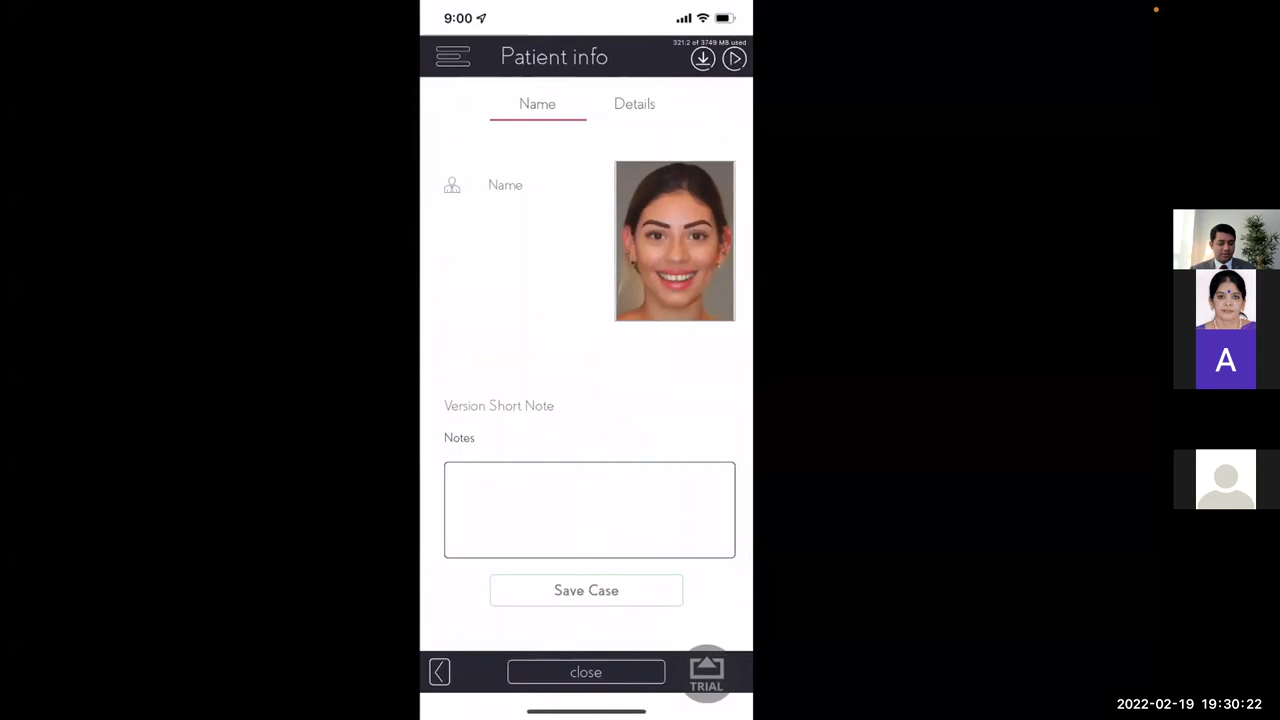 9:00
321.2 of 3749 MB used
Patient info
Name
Details
Name
Version Short Note
Notes
Save Case
close
TRIAL
A
2022-02-19 19:30:22